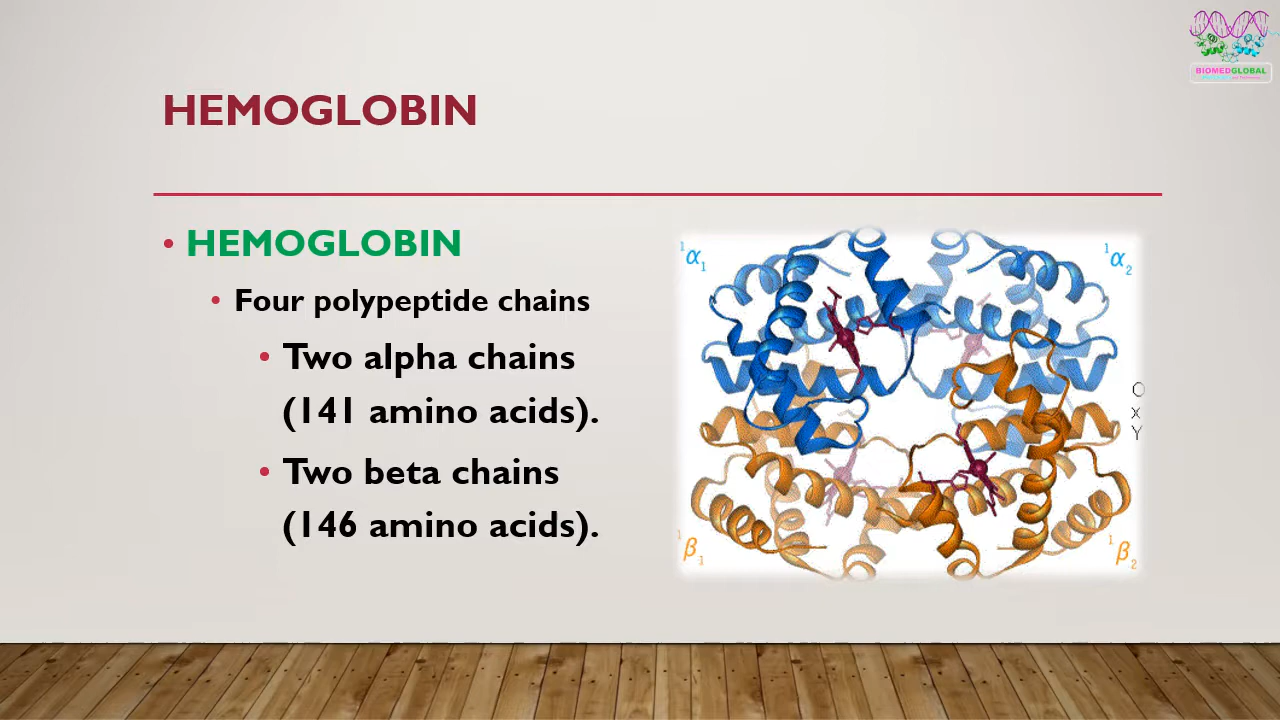 BIOMEDGLOBAL
HEMOGLOBIN
• HEMOGLOBIN
• Four polypeptide chains
• Two alpha chains
(141 amino acids).
• Two beta chains
(146 amino acids).
¹α₁
¹α₂
O
X
Y
¹β₁
¹β₂